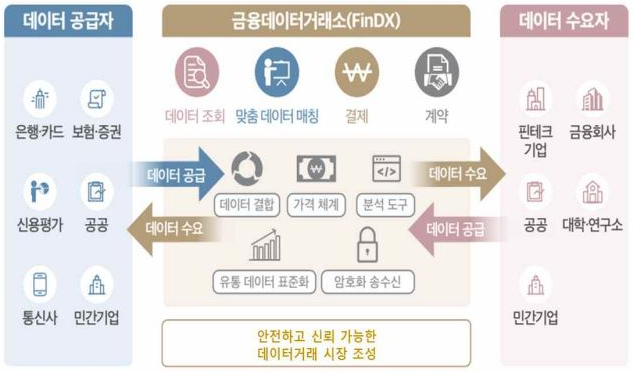 데이터 공급자
은행·카드
보험·증권
신용평가
공공
통신사
민간기업
금융데이터거래소(FinDX)
데이터 조회
맞춤 데이터 매칭
결제
계약
데이터 공급
데이터 수요
데이터 결합
가격 체계
분석 도구
유통 데이터 표준화
암호화 송수신
데이터 수요
데이터 공급
안전하고 신뢰 가능한
데이터거래 시장 조성
데이터 수요자
핀테크
기업
금융회사
공공
대학·연구소
민간기업